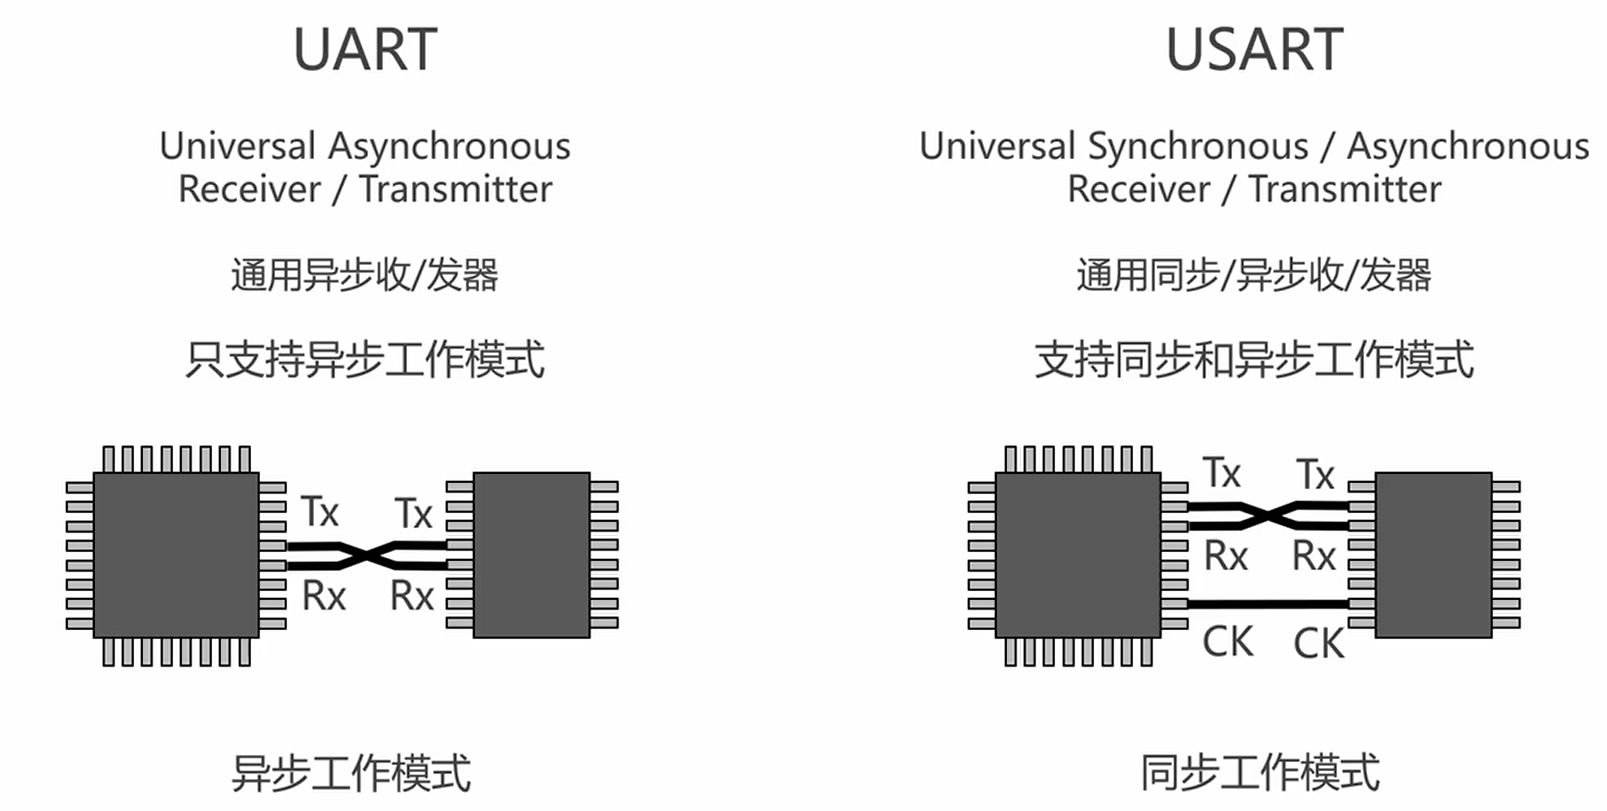 UART
Universal Asynchronous
Receiver / Transmitter
通用异步收/发器
只支持异步工作模式
Tx Tx
Rx Rx
异步工作模式
USART
Universal Synchronous / Asynchronous
Receiver / Transmitter
通用同步/异步收/发器
支持同步和异步工作模式
Tx Tx
Rx Rx
CK CK
同步工作模式